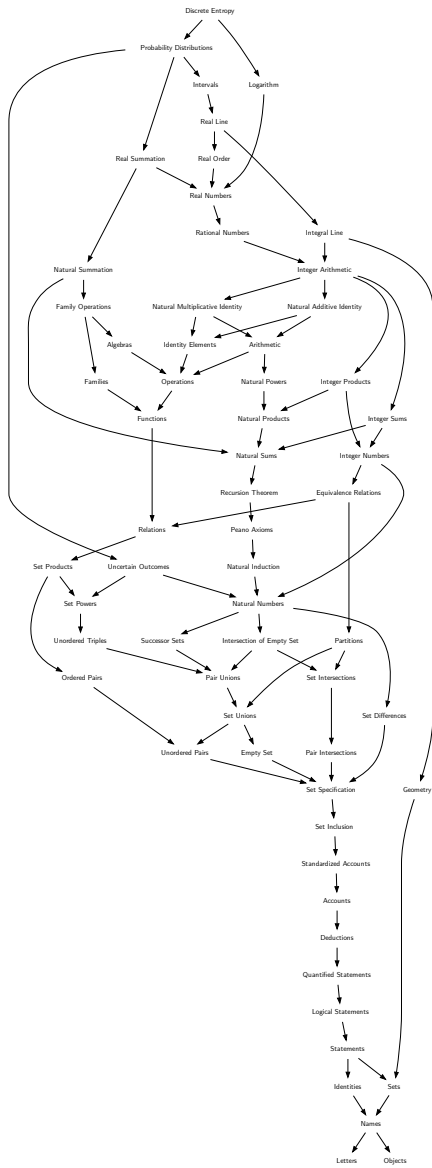 Discrete Entropy
Probability Distributions
Intervals
Logarithm
Real Line
Real Summation
Real Order
Real Numbers
Rational Numbers
Integral Line
Natural Summation
Integer Arithmetic
Family Operations
Natural Multiplicative Identity
Natural Additive Identity
Algebras
Identity Elements
Arithmetic
Families
Operations
Natural Powers
Integer Products
Functions
Natural Products
Integer Sums
Natural Sums
Integer Numbers
Recursion Theorem
Equivalence Relations
Relations
Peano Axioms
Set Products
Uncertain Outcomes
Natural Induction
Set Powers
Natural Numbers
Unordered Triples
Successor Sets
Intersection of Empty Set
Partitions
Ordered Pairs
Pair Unions
Set Intersections
Set Unions
Set Differences
Unordered Pairs
Empty Set
Pair Intersections
Set Specification
Geometry
Set Inclusion
Standardized Accounts
Accounts
Deductions
Quantified Statements
Logical Statements
Statements
Identities
Sets
Names
Letters
Objects